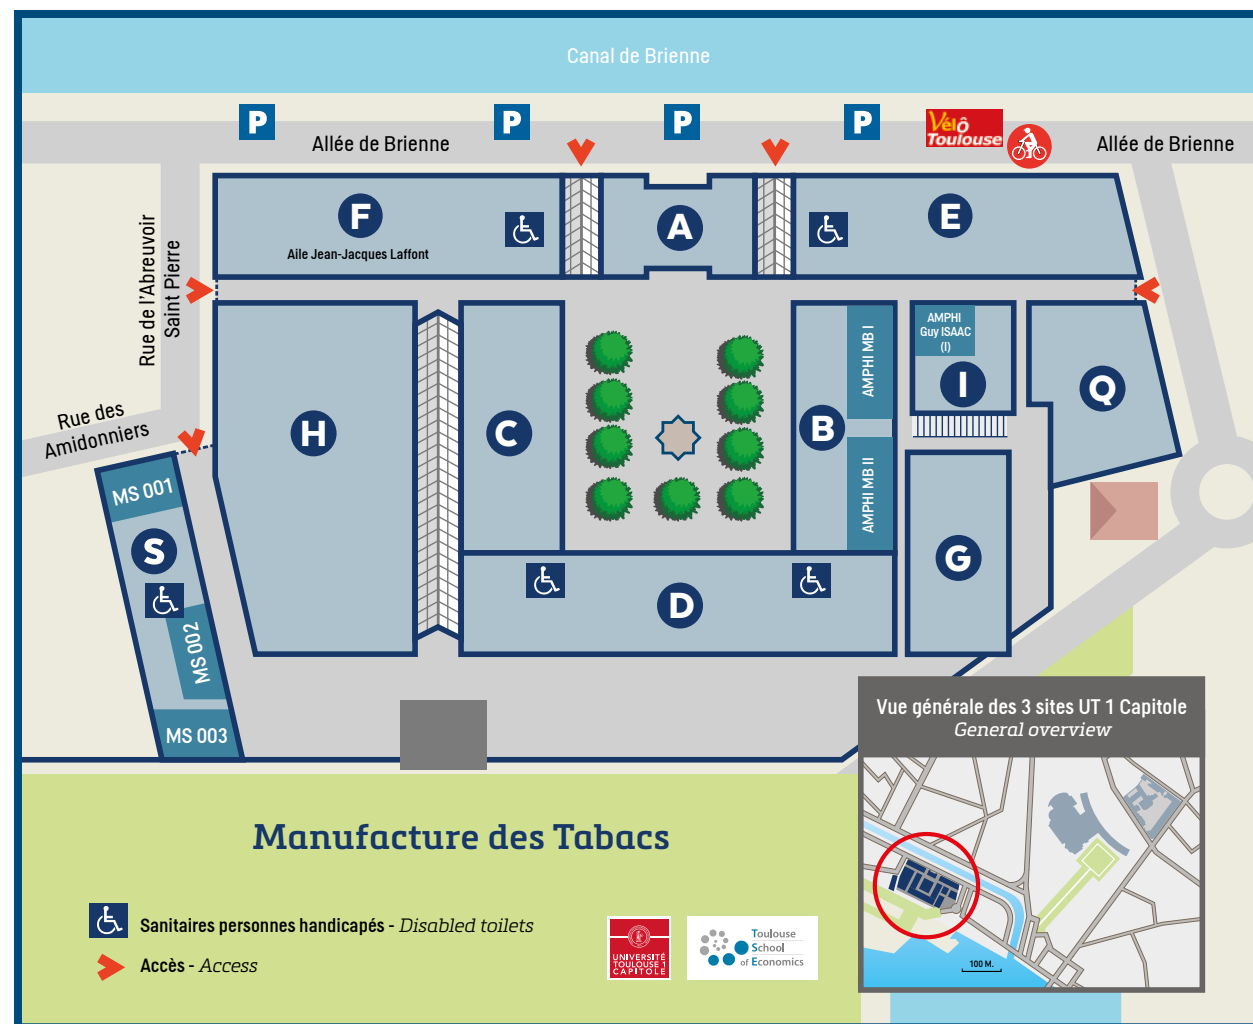 Canal de Brienne
P
P
P
P
Vélô
Toulouse
Allée de Brienne
Allée de Brienne
Rue de l'Abreuvoir
Saint Pierre
F
Aile Jean-Jacques Laffont
A
E
Rue des
Amidonniers
H
C
B
AMPHI MB I
AMPHI MB II
AMPHI
Guy ISAAC
(I)
I
Q
MS 001
S
MS 002
MS 003
D
G
Vue générale des 3 sites UT 1 Capitole
General overview
100 M.
Manufacture des Tabacs
Sanitaires personnes handicapés - Disabled toilets
Accès - Access
UNIVERSITÉ
TOULOUSE 1
CAPITOLE
Toulouse
School
of Economics